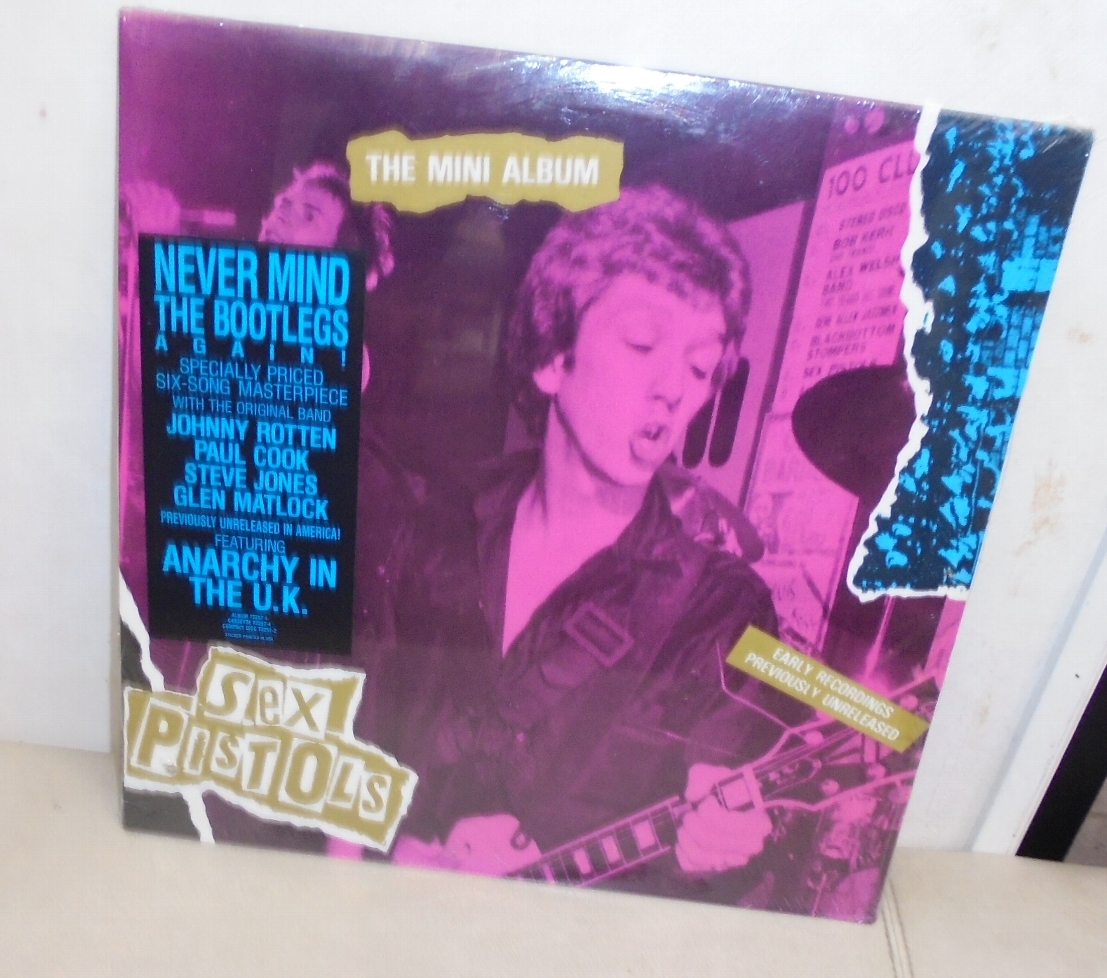 THE MINI ALBUM
100 CLU
STEREO DISCO
BOB KERR
ALEX WELSH
BAND
BLACKBOTTOM
STOMPERS
NEVER MIND
THE BOOTLEGS
AGAIN!
SPECIALLY PRICED
SIX-SONG MASTERPIECE
WITH THE ORIGINAL BAND
JOHNNY ROTTEN
PAUL COOK
STEVE JONES
GLEN MATLOCK
PREVIOUSLY UNRELEASED IN AMERICA!
FEATURING
ANARCHY IN
THE U.K.
EARLY RECORDINGS
PREVIOUSLY UNRELEASED
SeX
PISTOLS